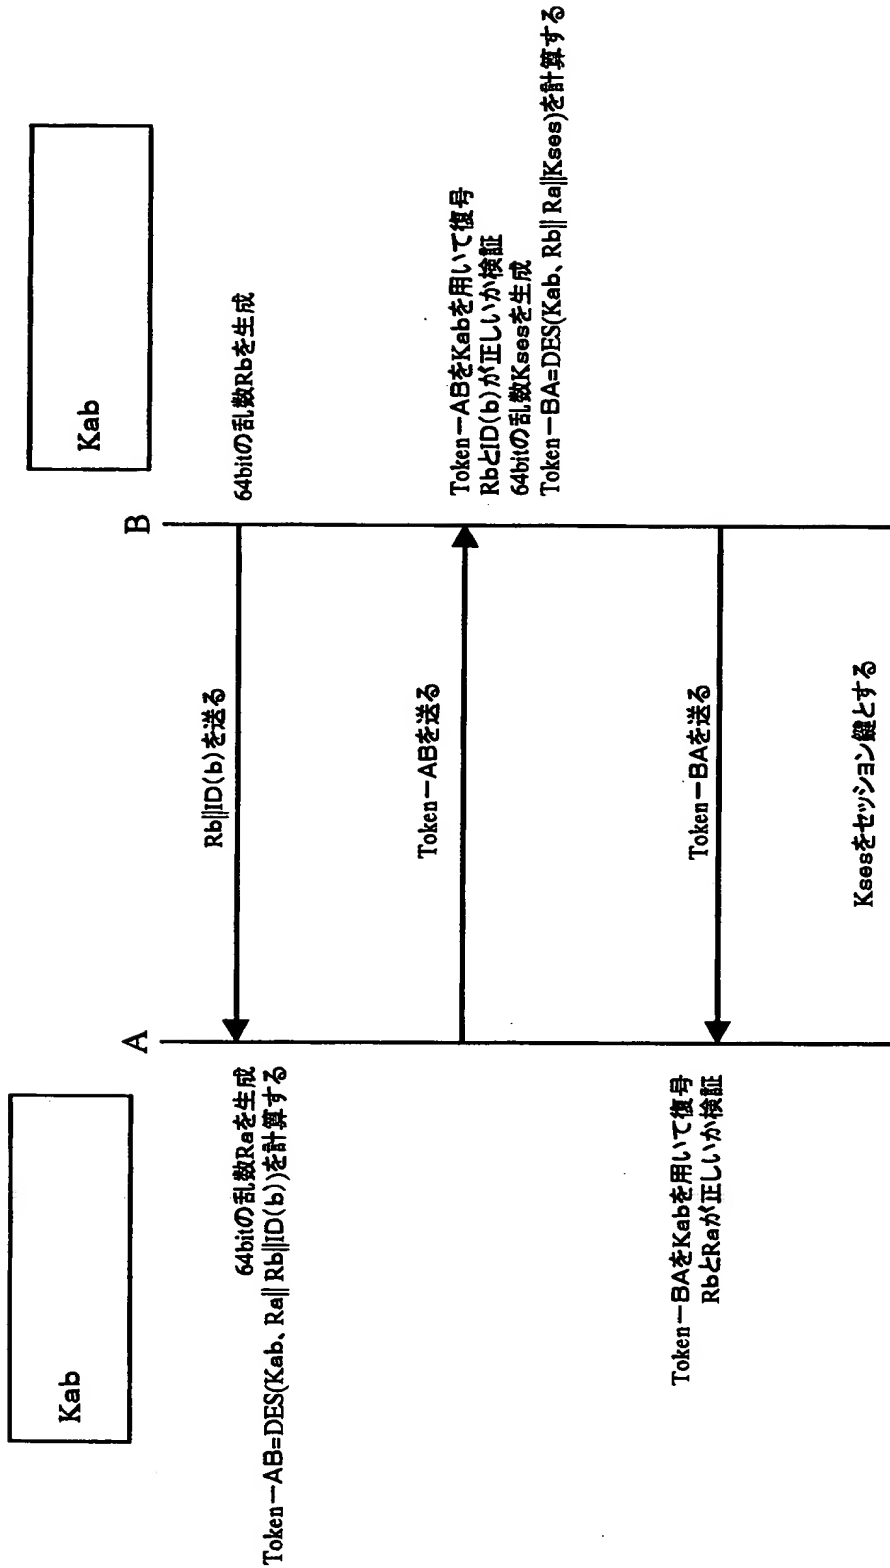 Kab
Kab
A
B
64bitの乱数Rbを生成
Rb||ID(b)を送る
64bitの乱数Raを生成
Token－AB=DES(Kab、Ra|| Rb||ID(b))を計算する
Token－ABを送る
Token－ABをKabを用いて復号
RbとID(b)が正しいか検証
64bitの乱数Ksesを生成
Token－BA=DES(Kab、Rb|| Ra||Kses)を計算する
Token－BAを送る
Token－BAをKabを用いて復号
RbとRaが正しいか検証
Ksesをセッション鍵とする